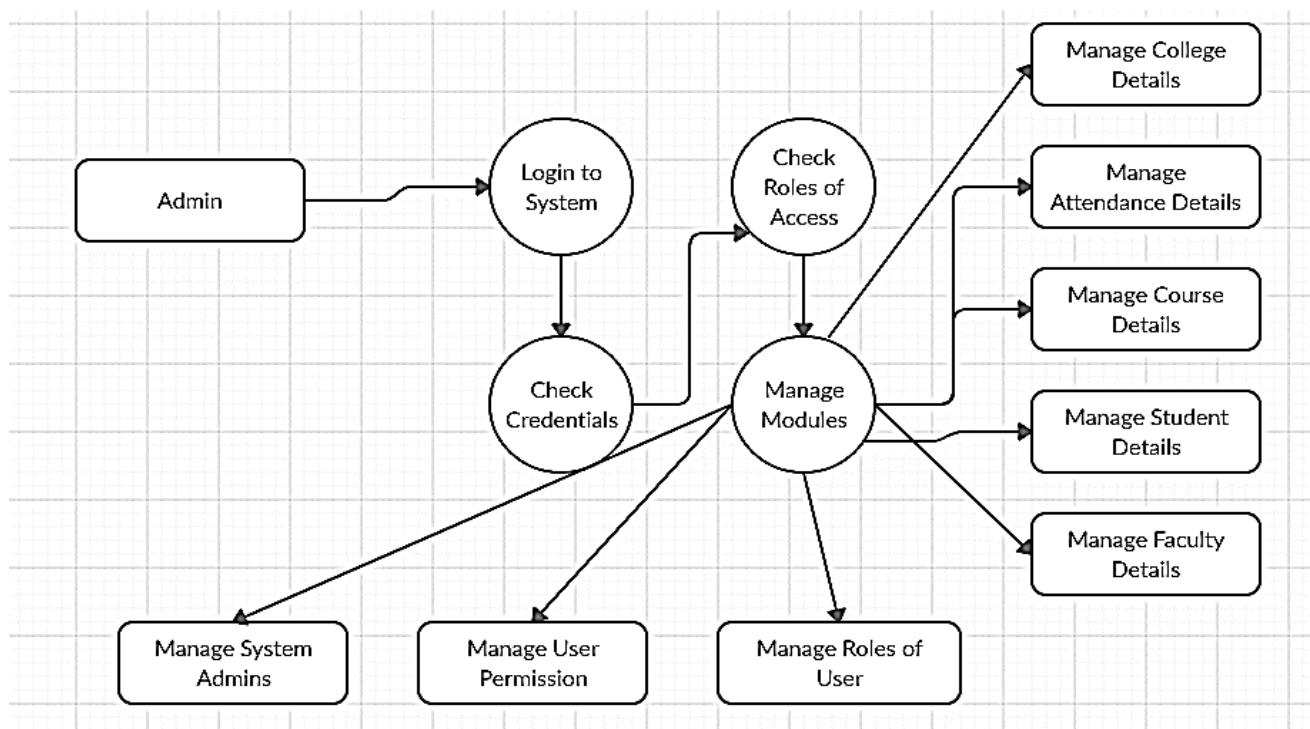 Manage College
Details
Admin
Login to
System
Check
Roles of
Access
Manage
Attendance Details
Manage Course
Details
Check
Credentials
Manage
Modules
Manage Student
Details
Manage Faculty
Details
Manage System
Admins
Manage User
Permission
Manage Roles of
User